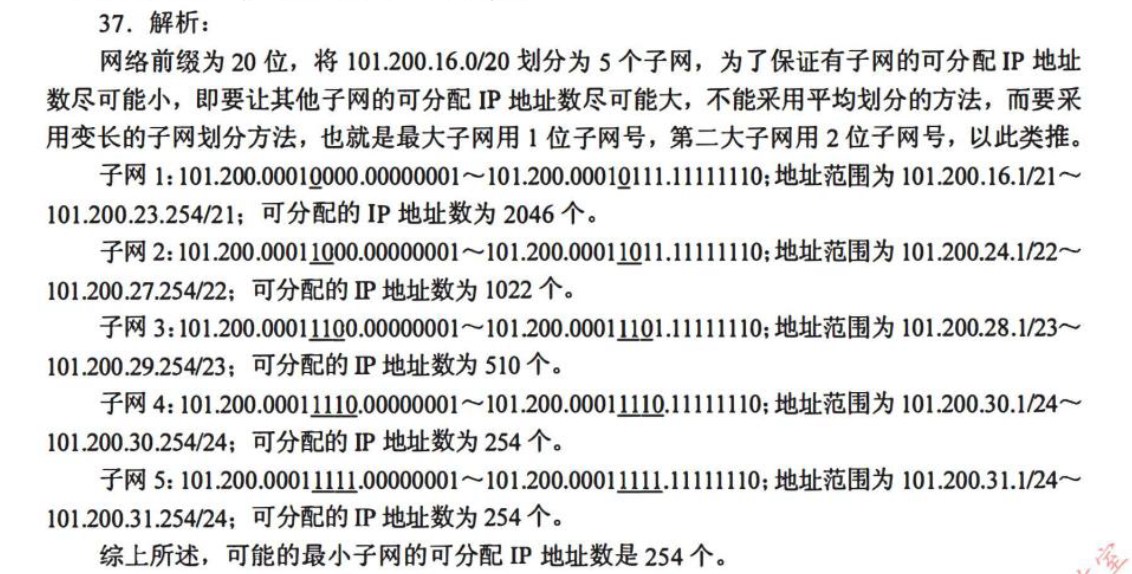 37．解析：
网络前缀为 20 位，将 101.200.16.0/20 划分为 5 个子网，为了保证有子网的可分配 IP 地址
数尽可能小，即要让其他子网的可分配 IP 地址数尽可能大，不能采用平均划分的方法，而要采
用变长的子网划分方法，也就是最大子网用 1 位子网号，第二大子网用 2 位子网号，以此类推。
子网 1：101.200.00010000.00000001～101.200.00010111.11111110；地址范围为 101.200.16.1/21～
101.200.23.254/21；可分配的 IP 地址数为 2046 个。
子网 2：101.200.00011000.00000001～101.200.00011011.11111110；地址范围为 101.200.24.1/22～
101.200.27.254/22；可分配的 IP 地址数为 1022 个。
子网 3：101.200.00011100.00000001～101.200.00011101.11111110；地址范围为 101.200.28.1/23～
101.200.29.254/23；可分配的 IP 地址数为 510 个。
子网 4：101.200.00011110.00000001～101.200.00011110.11111110；地址范围为 101.200.30.1/24～
101.200.30.254/24；可分配的 IP 地址数为 254 个。
子网 5：101.200.00011111.00000001～101.200.00011111.11111110；地址范围为 101.200.31.1/24～
101.200.31.254/24；可分配的 IP 地址数为 254 个。
综上所述，可能的最小子网的可分配 IP 地址数是 254 个。
室